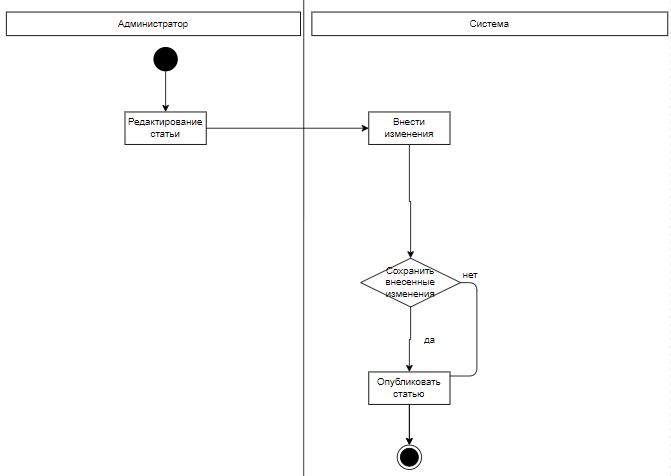 Администратор
Система
Редактирование
статьи
Внести
изменения
Сохранить
внесенные
изменения
нет
да
Опубликовать
статью